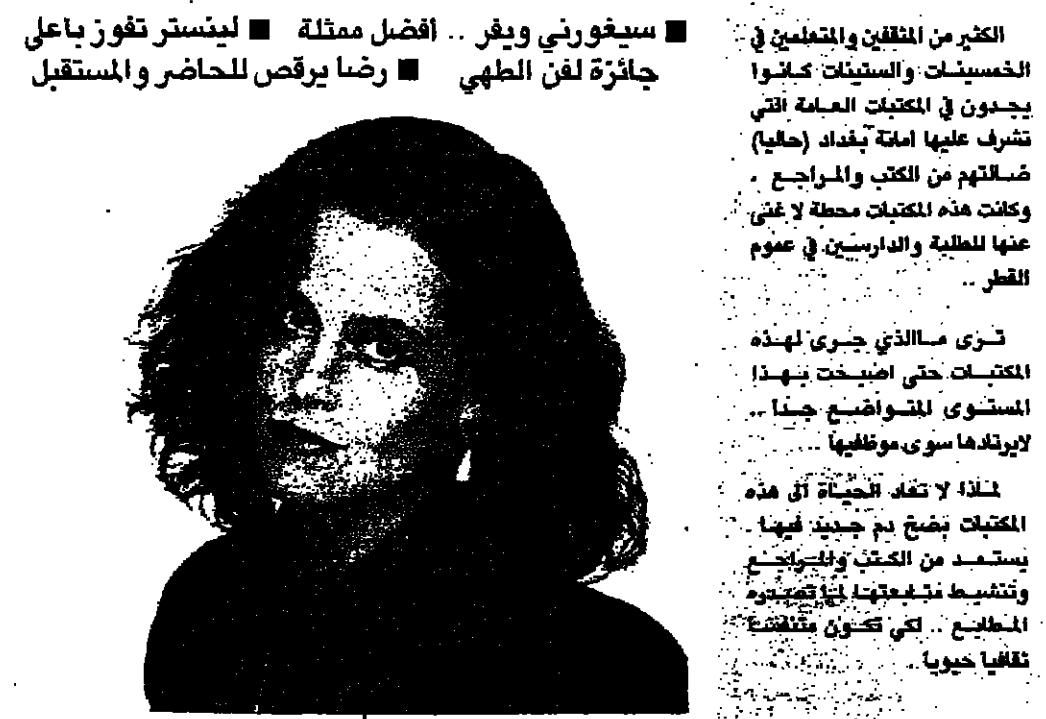 ■ سيغورني ويفر .. أفضل ممثلة ■ لينستر تفوز باعلى
جائزة لفن الطهي ■ رضا يرقص للحاضر والمستقبل
الكثير من المثقفين والمتعلمين في
الخمسينات والستينات كانوا
يجدون في المكتبات العامة التي
تشرف عليها امانة بغداد (حاليا)
ضالتهم من الكتب والمراجع .
وكانت هذه المكتبات محطة لا غنى
عنها للطلبة والدارسين في عموم
القطر ..
ترى ماالذي جرى لهذه
المكتبات حتى اصبحت بهذا
المستوى المتواضع جدا ..
لايرتادها سوى موظفيها ..
لماذا لا تعاد الحياة الى هذه
المكتبات بضخ دم جديد فيها .
يستمد من الكتب والمراجع
وتنشيط متابعتها لما تصدره
المطابع .. لكي تكون متنفسا
ثقافيا حيويا ..